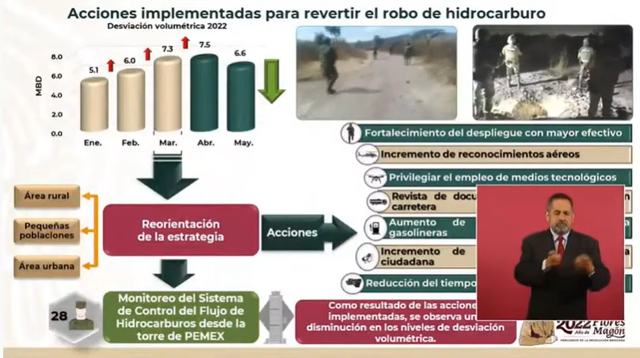 Acciones implementadas para revertir el robo de hidrocarburo
Desviación volumétrica 2022
MBD
8.0
6.0
4.0
2.0
0.0
5.1
6.0
7.3
7.5
6.6
Ene.
Feb.
Mar.
Abr.
May.
Fortalecimiento del despliegue con mayor efectivo
Incremento de reconocimientos aéreos
Privilegiar el empleo de medios tecnológicos
Revista de docu
n
carretera
Aumento de
gasolineras
Incremento de
a
ciudadana
Reducción del tiempo
Área rural
Pequeñas
poblaciones
Área urbana
Reorientación
de la estrategia
Acciones
28
Monitoreo del Sistema
de Control del Flujo de
Hidrocarburos desde la
torre de PEMEX
Como resultado de las accione
implementadas, se observa un
disminución en los niveles de desviación
volumétrica.
2022 Flores
Año de Magón